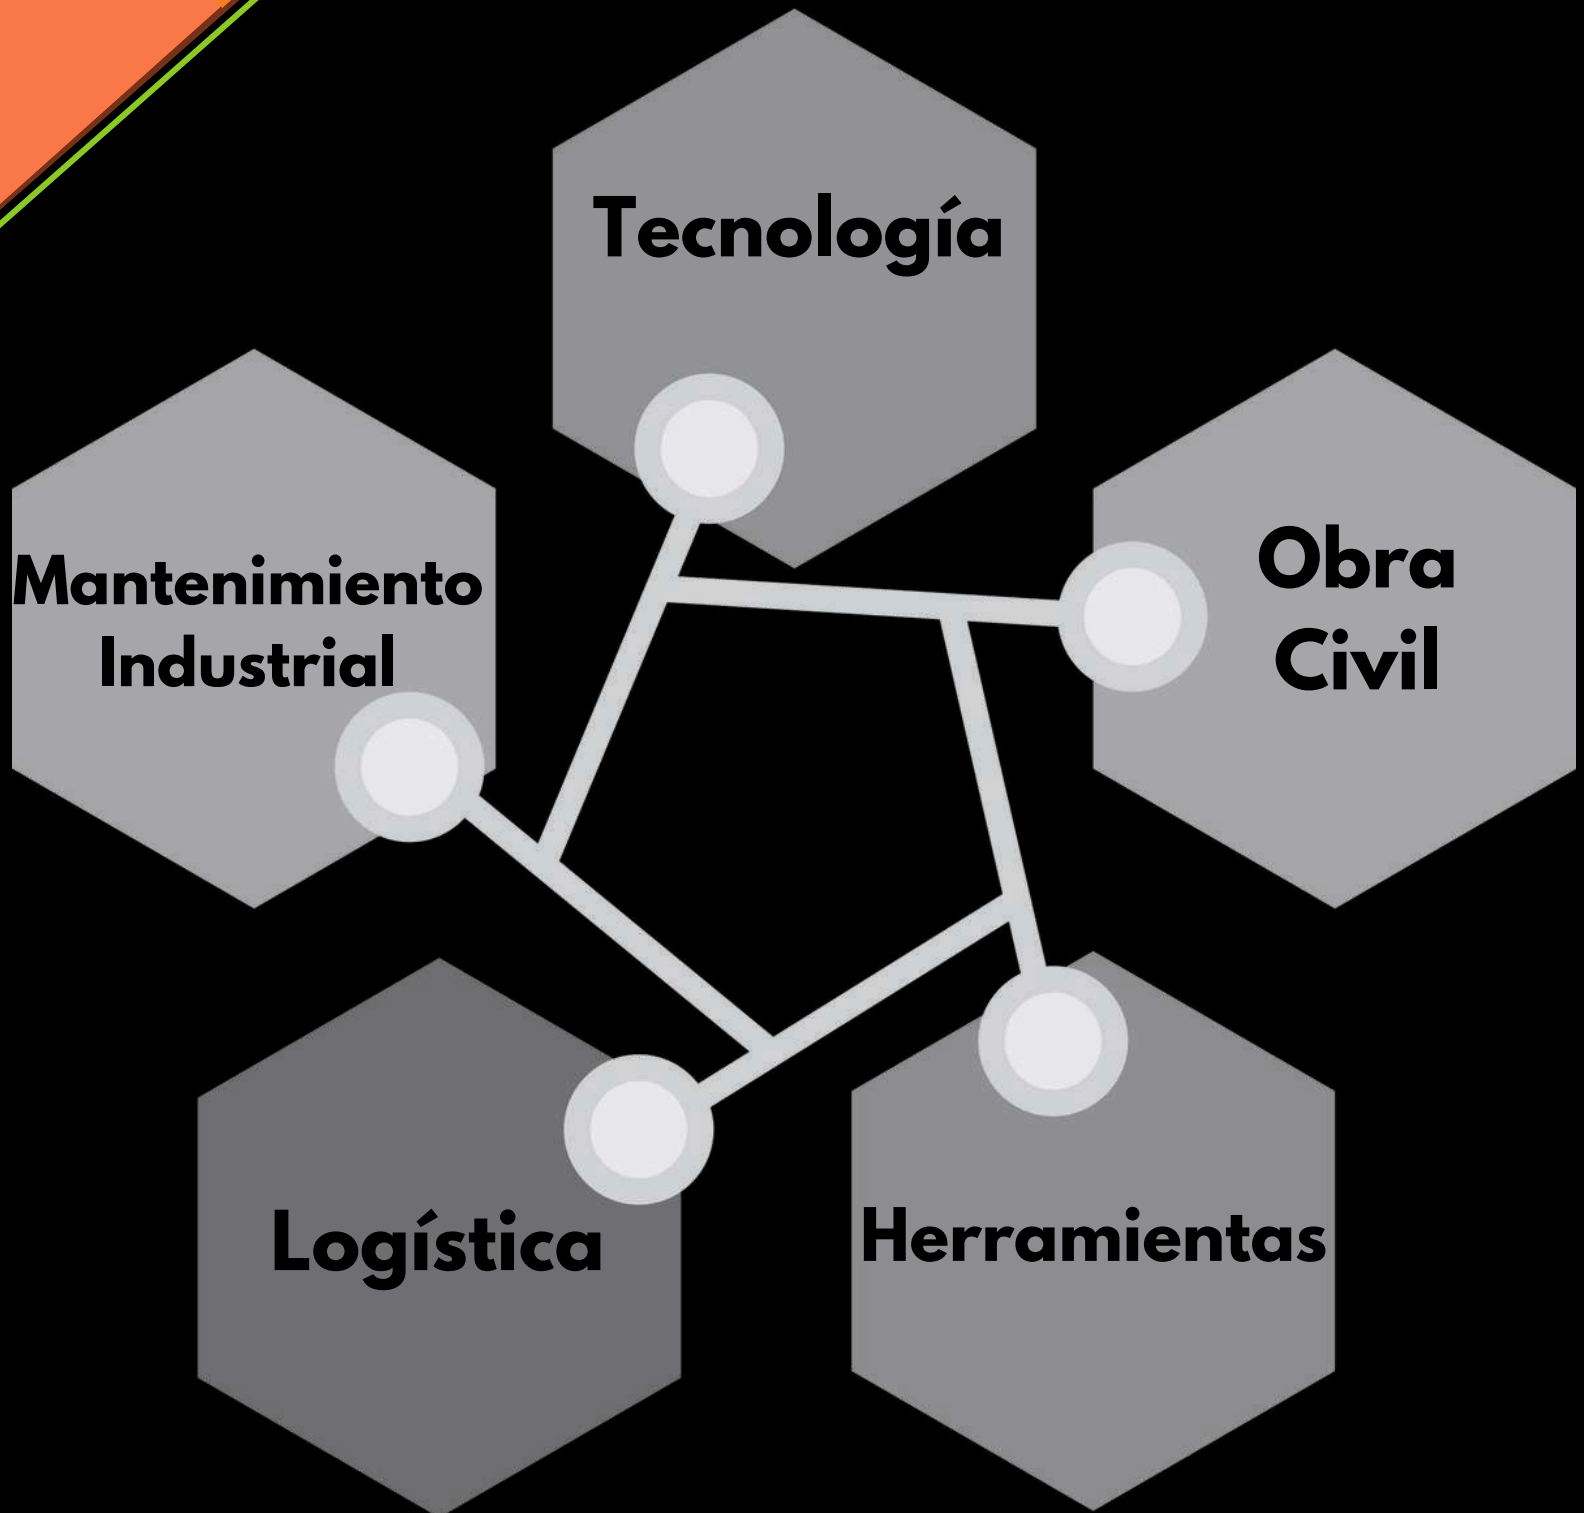 Tecnología
Mantenimiento
Industrial
Obra
Civil
Logística
Herramientas